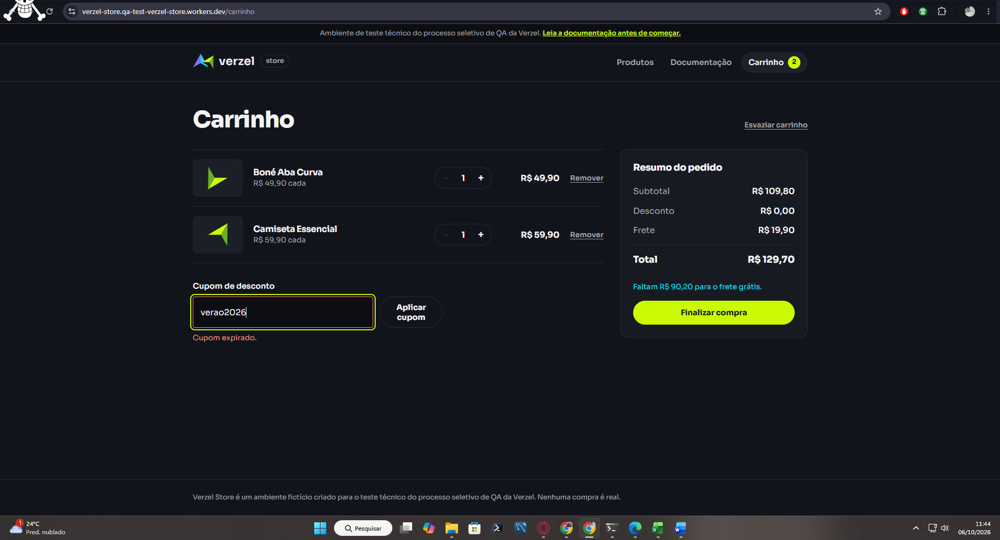 verzel-store.qa-test-verzel-store.workers.dev/carrinho
Ambiente de teste técnico do processo seletivo de QA da Verzel. Leia a documentação antes de começar.
verzel store
Produtos
Documentação
Carrinho 2
Carrinho
Esvaziar carrinho
Boné Aba Curva
R$ 49,90 cada
- 1 +
R$ 49,90
Remover
Camiseta Essencial
R$ 59,90 cada
- 1 +
R$ 59,90
Remover
Cupom de desconto
verao2026
Aplicar
cupom
Cupom expirado.
Resumo do pedido
Subtotal R$ 109,80
Desconto R$ 0,00
Frete R$ 19,90
Total R$ 129,70
Faltam R$ 90,20 para o frete grátis.
Finalizar compra
Verzel Store é um ambiente fictício criado para o teste técnico do processo seletivo de QA da Verzel. Nenhuma compra é real.
1
24°C
Pred. nublado
Pesquisar
11:44
06/10/2026